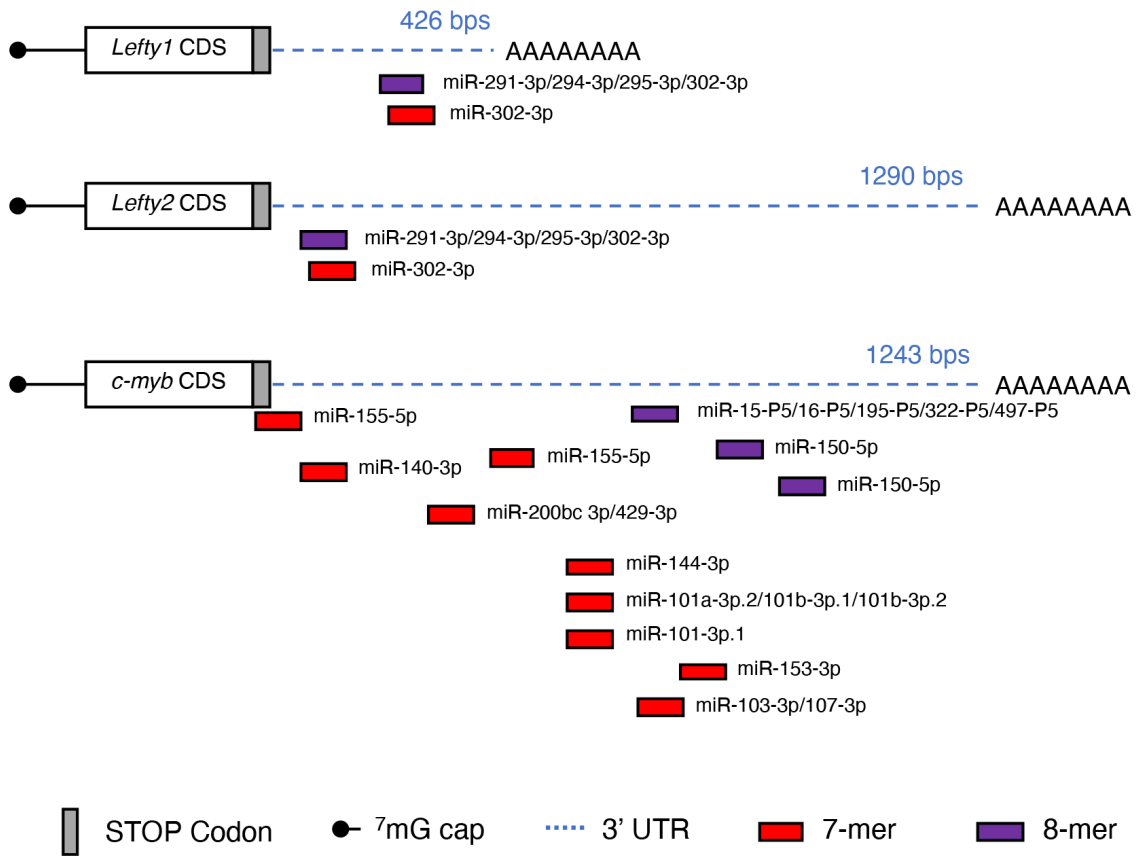 426 bps
Lefty1 CDS
AAAAAAAA
miR-291-3p/294-3p/295-3p/302-3p
miR-302-3p
1290 bps
Lefty2 CDS
AAAAAAAA
miR-291-3p/294-3p/295-3p/302-3p
miR-302-3p
1243 bps
c-myb CDS
AAAAAAAA
miR-155-5p
miR-15-P5/16-P5/195-P5/322-P5/497-P5
miR-140-3p
miR-155-5p
miR-150-5p
miR-150-5p
miR-200bc 3p/429-3p
miR-144-3p
miR-101a-3p.2/101b-3p.1/101b-3p.2
miR-101-3p.1
miR-153-3p
miR-103-3p/107-3p
STOP Codon
⁷mG cap
3' UTR
7-mer
8-mer